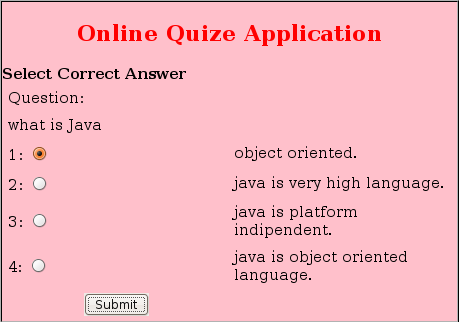 Online Quize Application
Select Correct Answer
Question:
what is Java
1: object oriented.
2: java is very high language.
3: java is platform
indipendent.
4: java is object oriented
language.
Submit